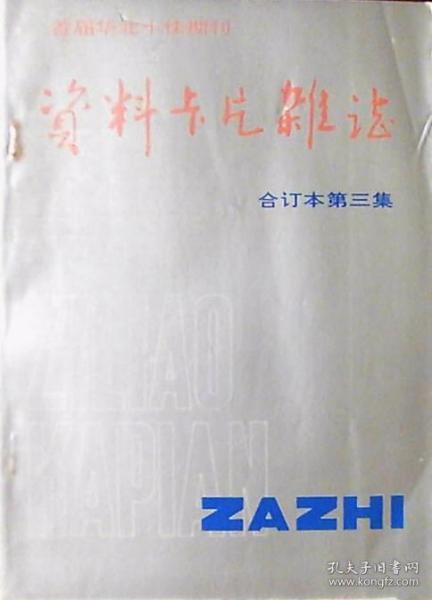 首届华北十佳期刊
资料卡片雜誌
合订本第三集
ZILIAO
KAPIAN
ZAZHI
孔夫子旧书网
www.kongfz.com